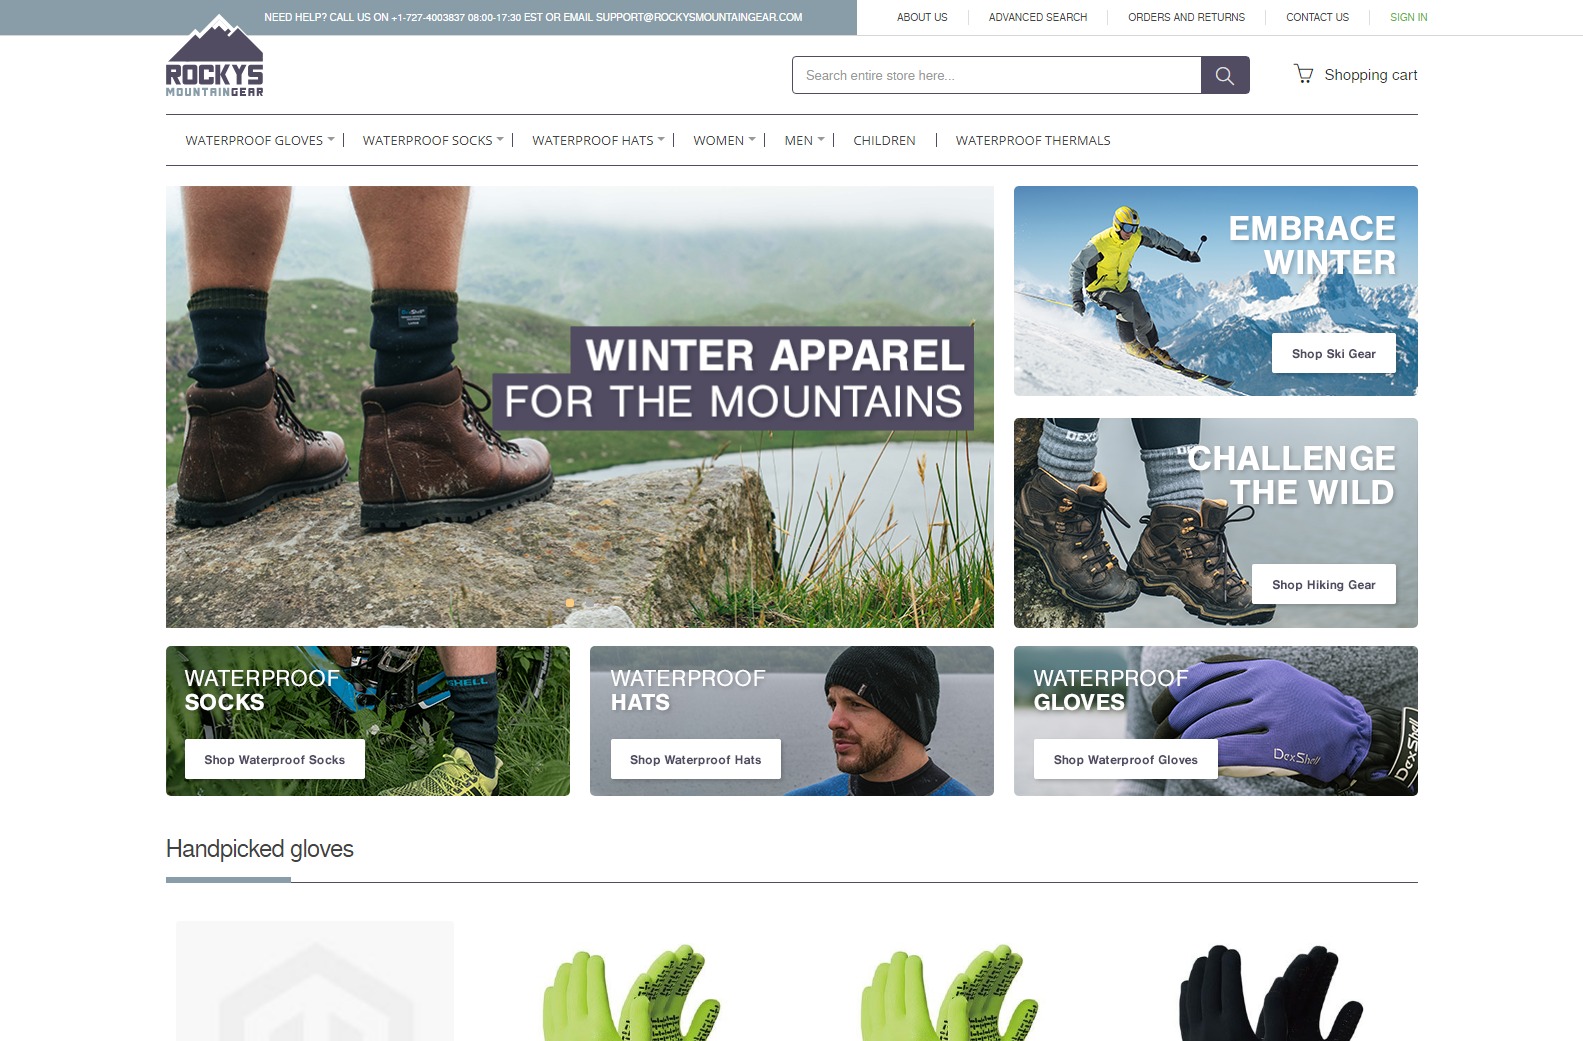 NEED HELP? CALL US ON +1-727-4003837 08:00-17:30 EST OR EMAIL SUPPORT@ROCKYSMOUNTAINGEAR.COM
ABOUT US
ADVANCED SEARCH
ORDERS AND RETURNS
CONTACT US
SIGN IN
ROCKYS
MOUNTAINGEAR
Search entire store here...
Shopping cart
WATERPROOF GLOVES
WATERPROOF SOCKS
WATERPROOF HATS
WOMEN
MEN
CHILDREN
WATERPROOF THERMALS
WINTER APPAREL
FOR THE MOUNTAINS
EMBRACE
WINTER
Shop Ski Gear
CHALLENGE
THE WILD
Shop Hiking Gear
WATERPROOF
SOCKS
Shop Waterproof Socks
WATERPROOF
HATS
Shop Waterproof Hats
WATERPROOF
GLOVES
Shop Waterproof Gloves
DexShell
DexShell
Handpicked gloves